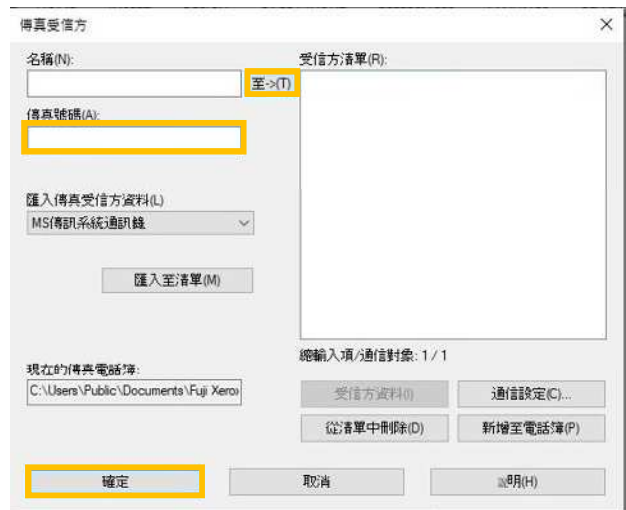 傳真受信方
名稱(N):
至->(T)
傳真號碼(A):
匯入傳真受信方資料(L)
MS傳訊系統通訊錄
匯入至清單(M)
現在的傳真電話簿:
C:\Users\Public\Documents\Fuji Xerox
受信方清單(R):
總輸入項/通信對象: 1 / 1
受信方資料(I)
通信設定(C)...
從清單中刪除(D)
新增至電話簿(P)
確定
取消
說明(H)